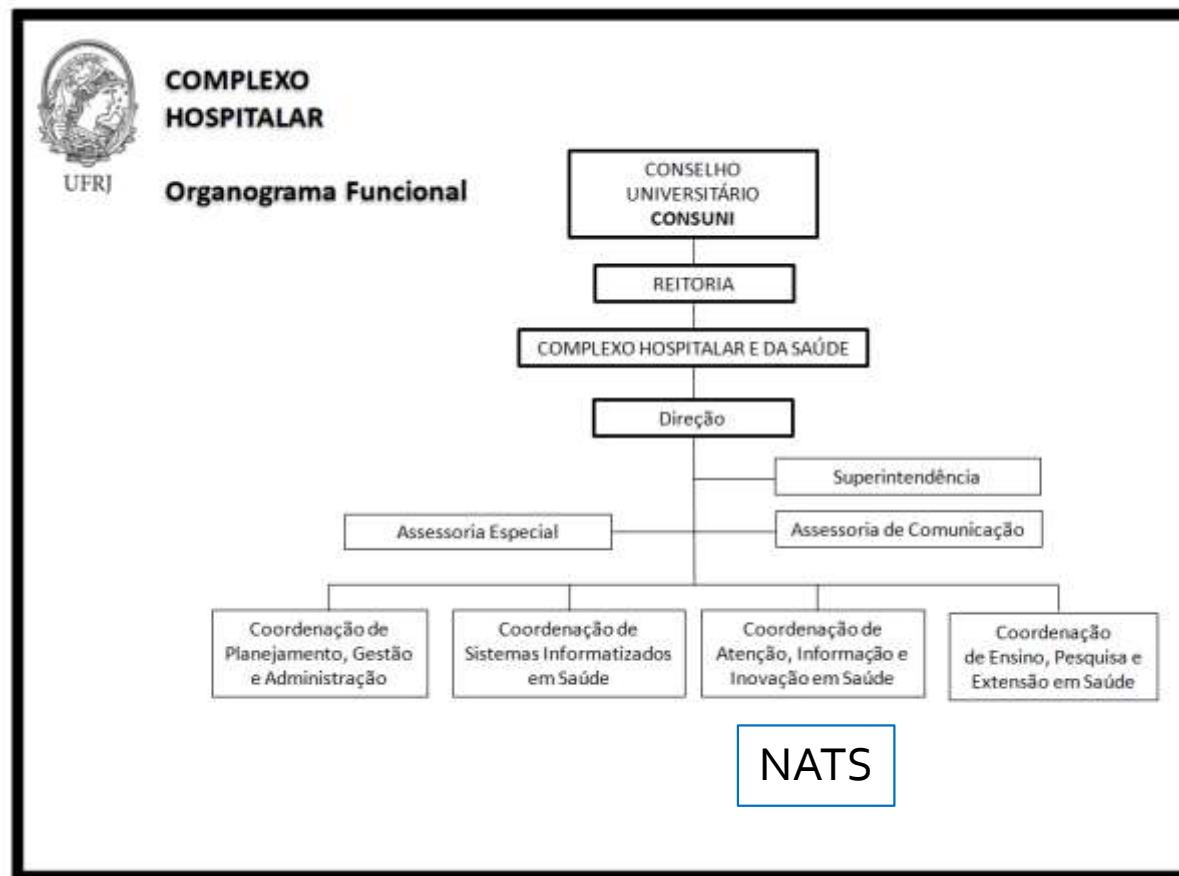 COMPLEXO
HOSPITALAR
UFRJ
Organograma Funcional
CONSELHO
UNIVERSITÁRIO
CONSUNI
REITORIA
COMPLEXO HOSPITALAR E DA SAÚDE
Direção
Superintendência
Assessoria Especial
Assessoria de Comunicação
Coordenação de
Planejamento, Gestão
e Administração
Coordenação de
Sistemas Informatizados
em Saúde
Coordenação de
Atenção, Informação e
Inovação em Saúde
Coordenação
de Ensino, Pesquisa e
Extensão em Saúde
NATS